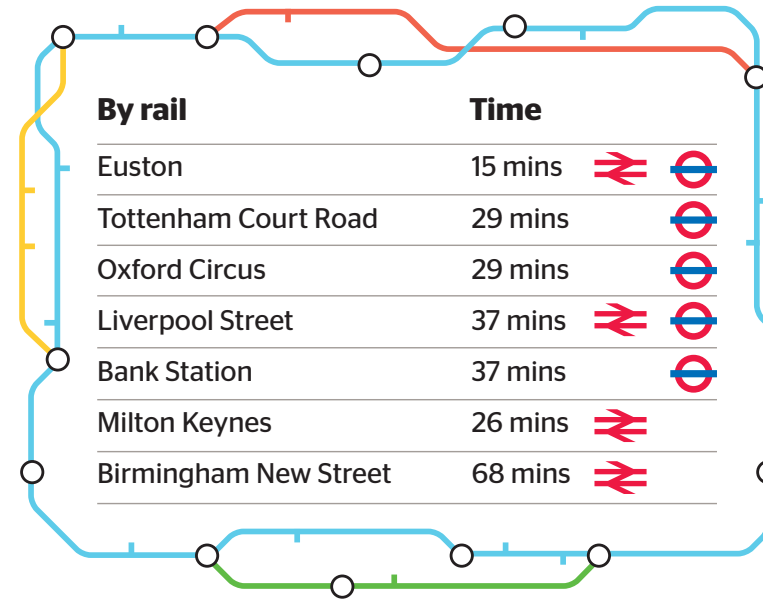 By rail Time
Euston 15 mins
Tottenham Court Road 29 mins
Oxford Circus 29 mins
Liverpool Street 37 mins
Bank Station 37 mins
Milton Keynes 26 mins
Birmingham New Street 68 mins